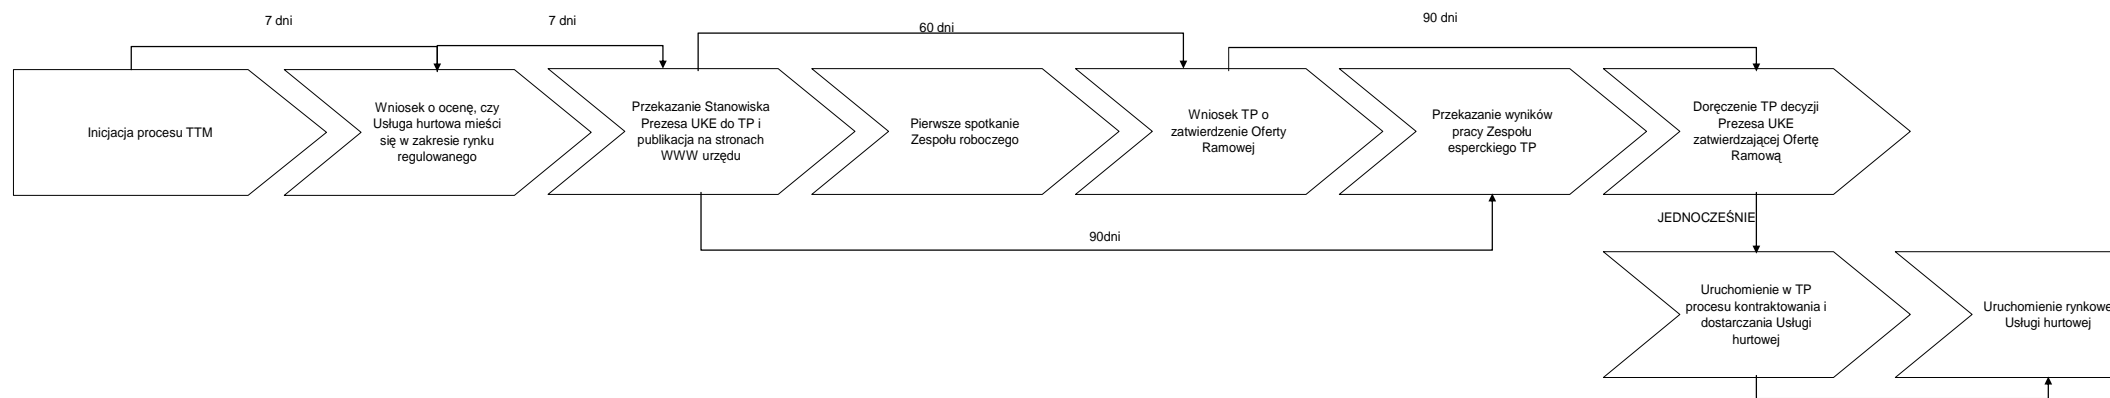 7 dni
7 dni
60 dni
90 dni
Inicjacja procesu TTM
Wniosek o ocenę, czy
Usługa hurtowa mieści
się w zakresie rynku
regulowanego
Przekazanie Stanowiska
Prezesa UKE do TP i
publikacja na stronach
WWW urzędu
Pierwsze spotkanie
Zespołu roboczego
Wniosek TP o
zatwierdzenie Oferty
Ramowej
Przekazanie wyników
pracy Zespołu
esperckiego TP
Doręczenie TP decyzji
Prezesa UKE
zatwierdzającej Ofertę
Ramową
JEDNOCZEŚNIE
90dni
Uruchomienie w TP
procesu kontraktowania i
dostarczania Usługi
hurtowej
Uruchomienie rynkowe
Usługi hurtowej